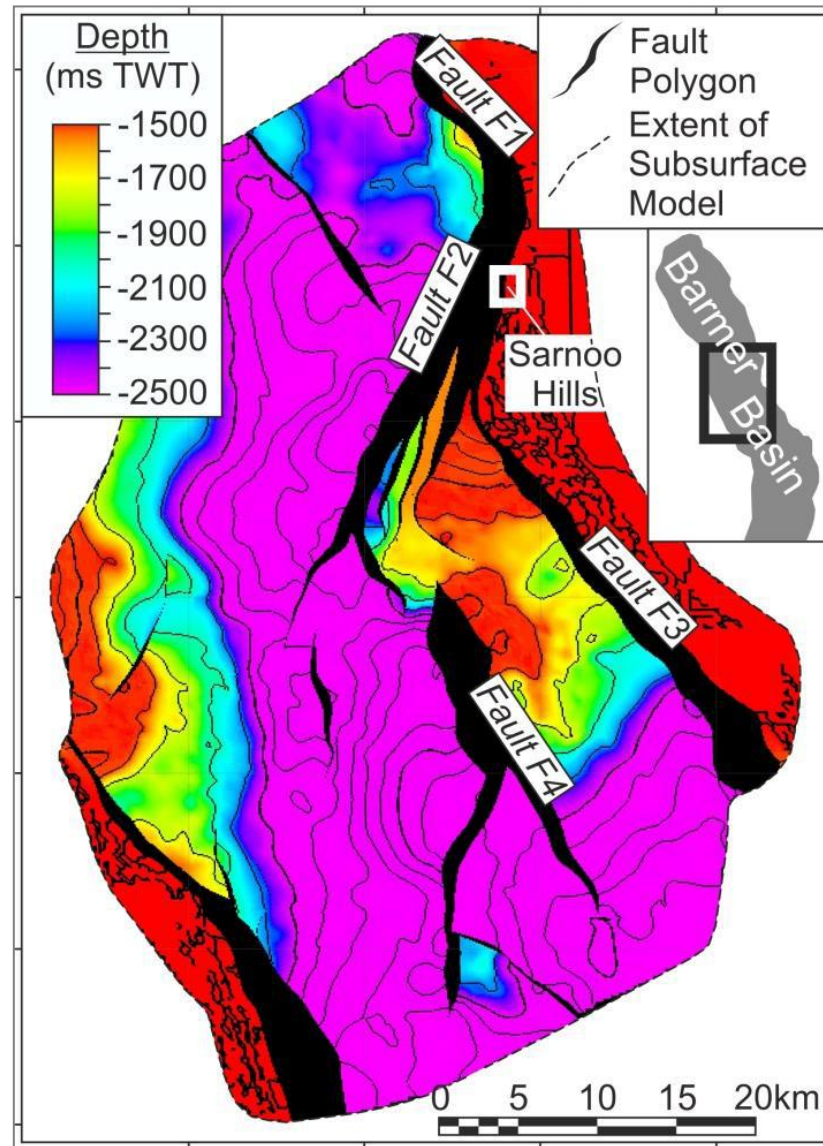 Depth
(ms TWT)
-1500
-1700
-1900
-2100
-2300
-2500
Fault
Polygon
Extent of
Subsurface
Model
Fault F1
Fault F2
Sarnoo
Hills
Barmer
Basin
Fault F3
Fault F4
0 5 10 15 20km